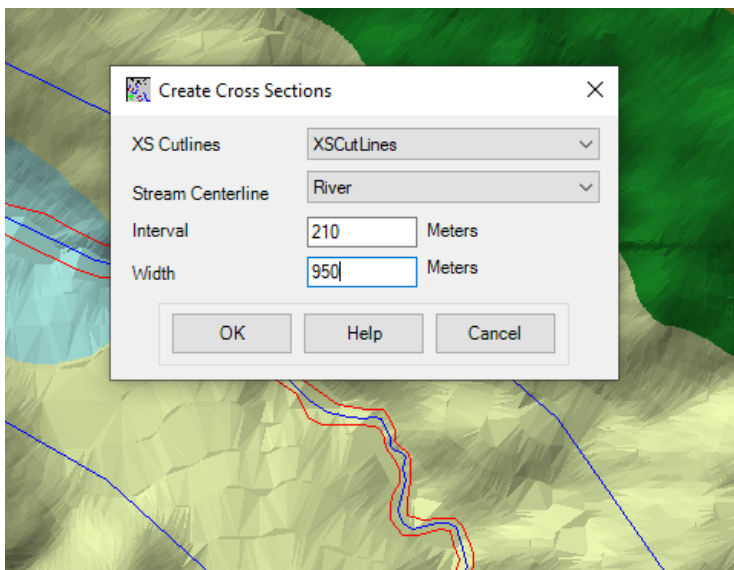 Create Cross Sections
XS Cutlines XSCutLines
Stream Centerline River
Interval 210 Meters
Width 950 Meters
OK Help Cancel